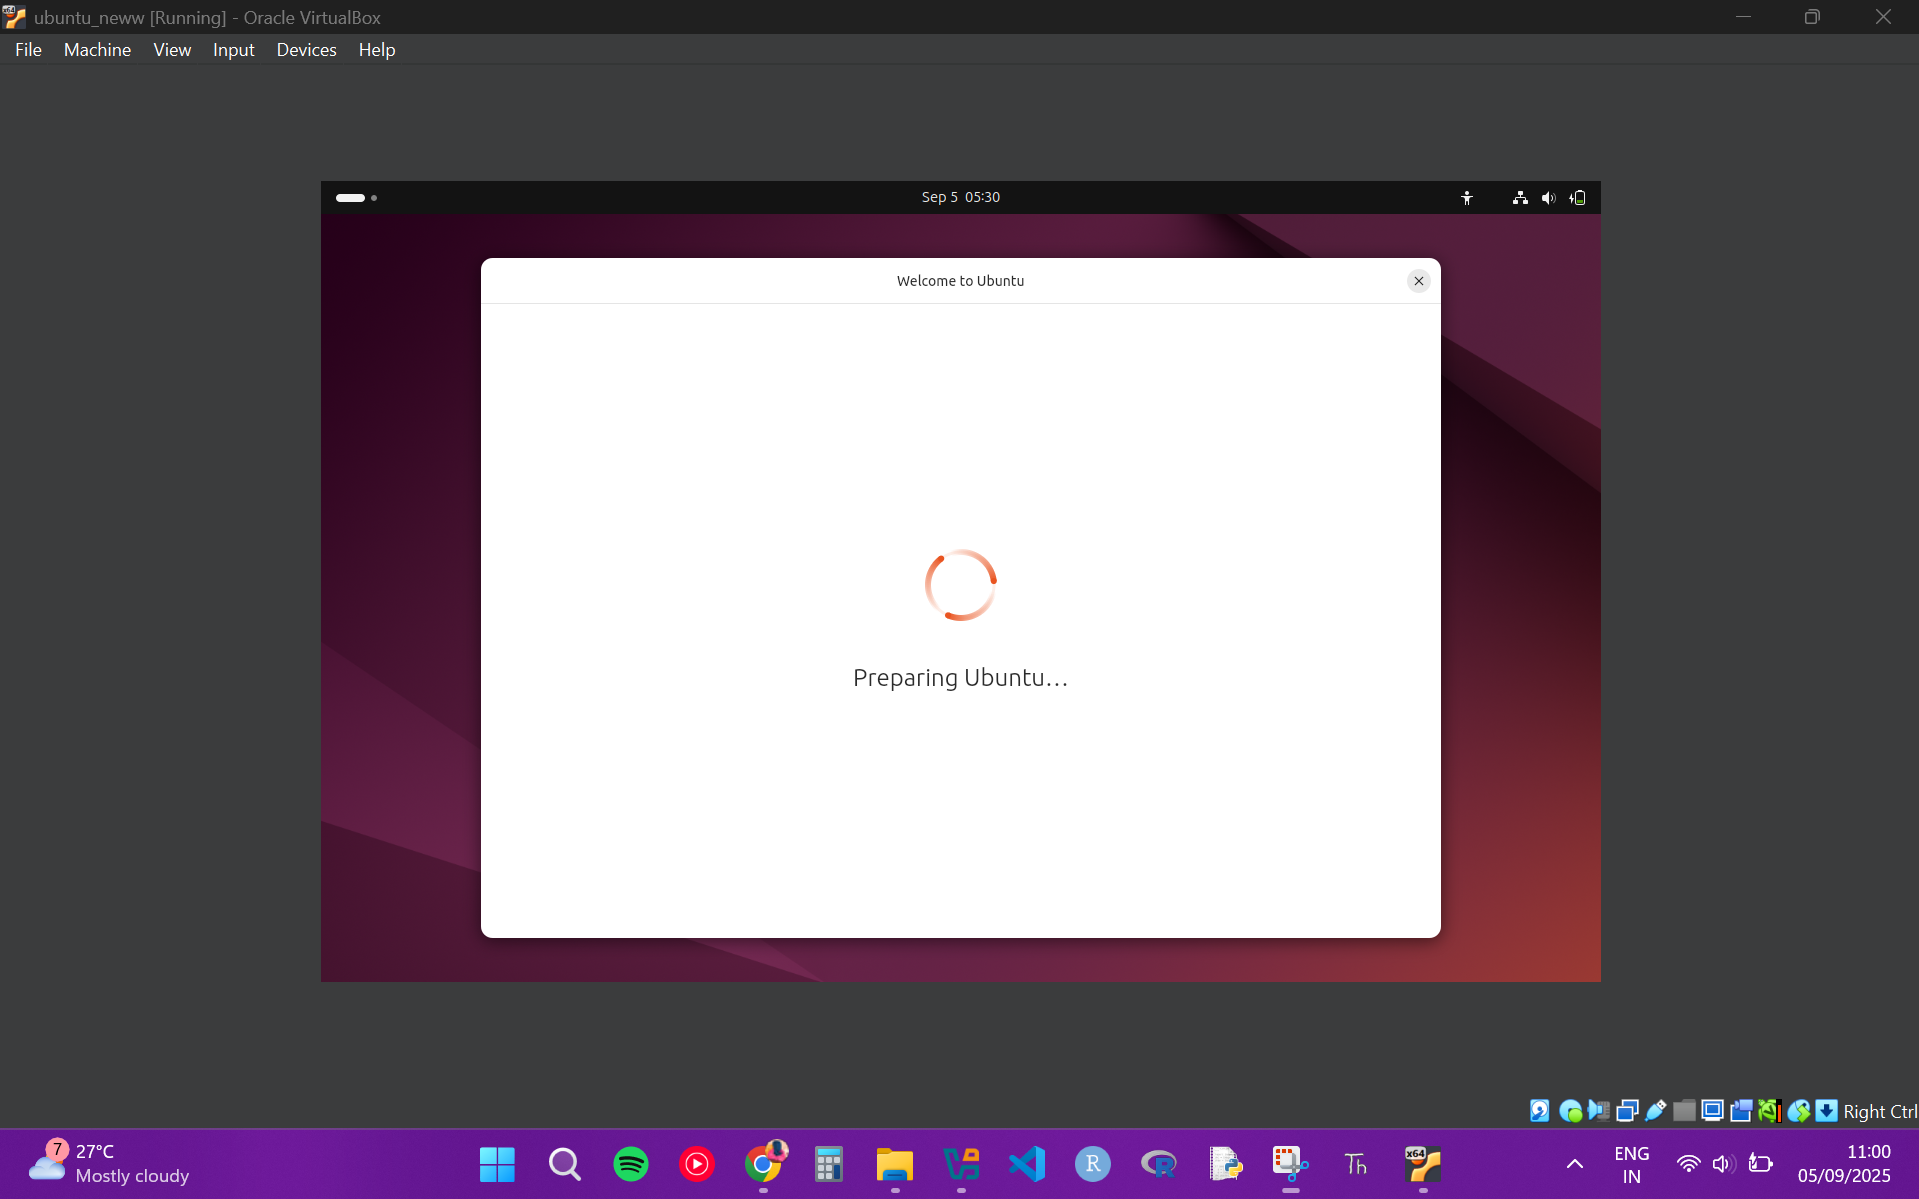 ubuntu_neww [Running] - Oracle VirtualBox
File Machine View Input Devices Help
Sep 5 05:30
Welcome to Ubuntu
Preparing Ubuntu...
Right Ctrl
7
27°C
Mostly cloudy
R
R
Th
x64
ENG
IN
11:00
05/09/2025